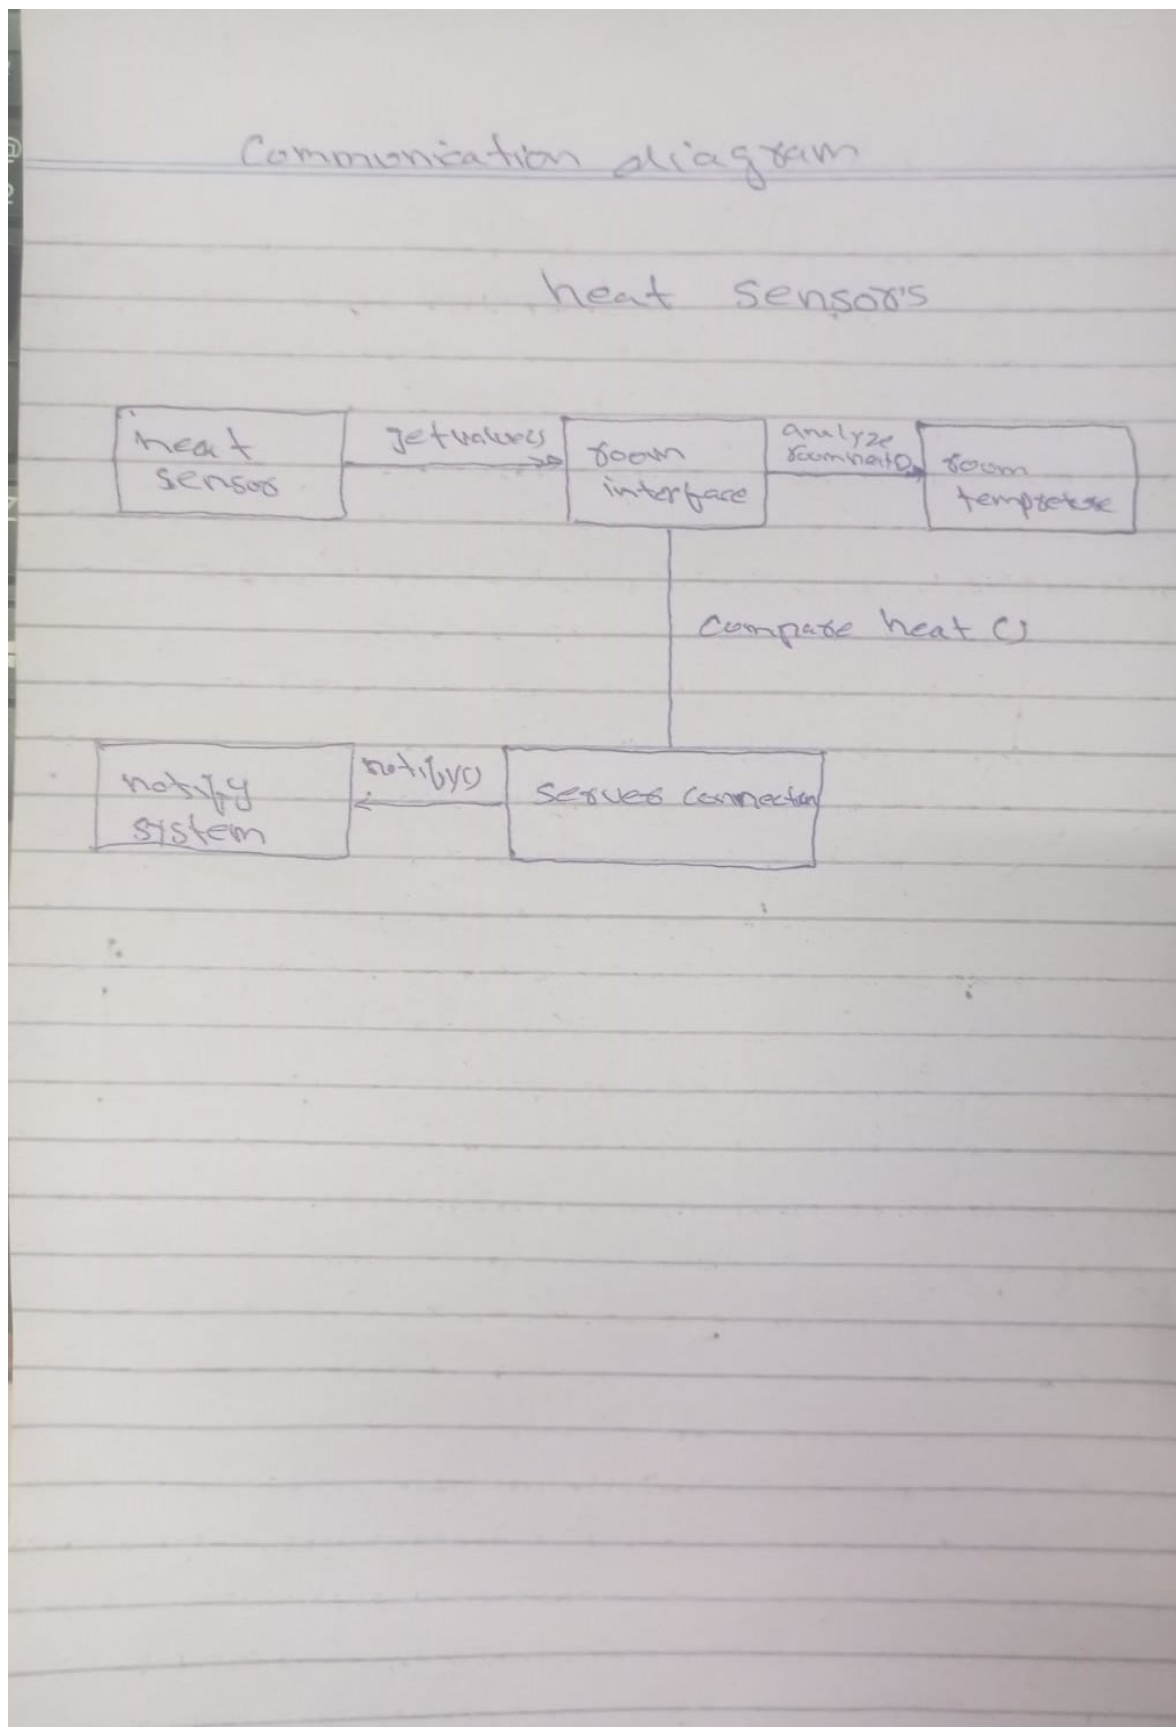 Communication diagram
heat sensor's
heat
sensor
getvalues
room
interface
analyze
roomheat()
room
tempreture
compare heat ()
notify
system
notify()
server connection